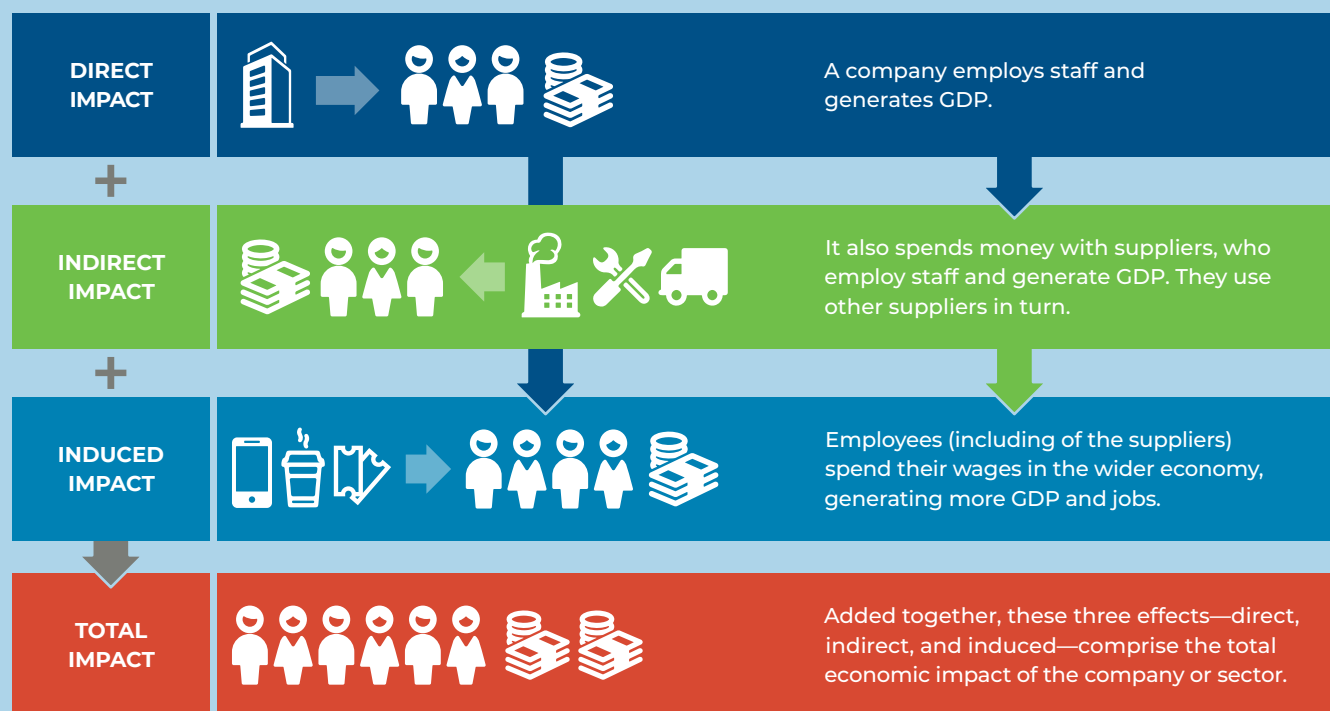 DIRECT
IMPACT
A company employs staff and
generates GDP.
+
INDIRECT
IMPACT
It also spends money with suppliers, who
employ staff and generate GDP. They use
other suppliers in turn.
+
INDUCED
IMPACT
Employees (including of the suppliers)
spend their wages in the wider economy,
generating more GDP and jobs.
TOTAL
IMPACT
Added together, these three effects—direct,
indirect, and induced—comprise the total
economic impact of the company or sector.